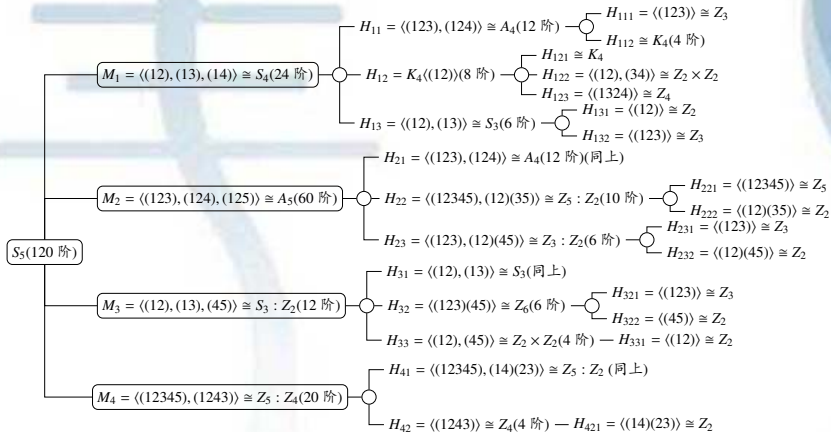 H₁₁₁ = ⟨(123)⟩ ≅ Z₃
H₁₁ = ⟨(123), (124)⟩ ≅ A₄(12 阶)
H₁₁₂ ≅ K₄(4 阶)
H₁₂₁ ≅ K₄
M₁ = ⟨(12), (13), (14)⟩ ≅ S₄(24 阶)
H₁₂ = K₄⟨(12)⟩(8 阶)
H₁₂₂ = ⟨(12), (34)⟩ ≅ Z₂ × Z₂
H₁₂₃ = ⟨(1324)⟩ ≅ Z₄
H₁₃₁ = ⟨(12)⟩ ≅ Z₂
H₁₃ = ⟨(12), (13)⟩ ≅ S₃(6 阶)
H₁₃₂ = ⟨(123)⟩ ≅ Z₃
H₂₁ = ⟨(123), (124)⟩ ≅ A₄(12 阶)(同上)
H₂₂₁ = ⟨(12345)⟩ ≅ Z₅
M₂ = ⟨(123), (124), (125)⟩ ≅ A₅(60 阶)
H₂₂ = ⟨(12345), (12)(35)⟩ ≅ Z₅ : Z₂(10 阶)
H₂₂₂ = ⟨(12)(35)⟩ ≅ Z₂
H₂₃₁ = ⟨(123)⟩ ≅ Z₃
H₂₃ = ⟨(123), (12)(45)⟩ ≅ Z₃ : Z₂(6 阶)
H₂₃₂ = ⟨(12)(45)⟩ ≅ Z₂
S₅(120 阶)
H₃₁ = ⟨(12), (13)⟩ ≅ S₃(同上)
H₃₂₁ = ⟨(123)⟩ ≅ Z₃
M₃ = ⟨(12), (13), (45)⟩ ≅ S₃ : Z₂(12 阶)
H₃₂ = ⟨(123)(45)⟩ ≅ Z₆(6 阶)
H₃₂₂ = ⟨(45)⟩ ≅ Z₂
H₃₃ = ⟨(12), (45)⟩ ≅ Z₂ × Z₂(4 阶)
H₃₃₁ = ⟨(12)⟩ ≅ Z₂
H₄₁ = ⟨(12345), (14)(23)⟩ ≅ Z₅ : Z₂ (同上)
M₄ = ⟨(12345), (1243)⟩ ≅ Z₅ : Z₄(20 阶)
H₄₂ = ⟨(1243)⟩ ≅ Z₄(4 阶)
H₄₂₁ = ⟨(14)(23)⟩ ≅ Z₂